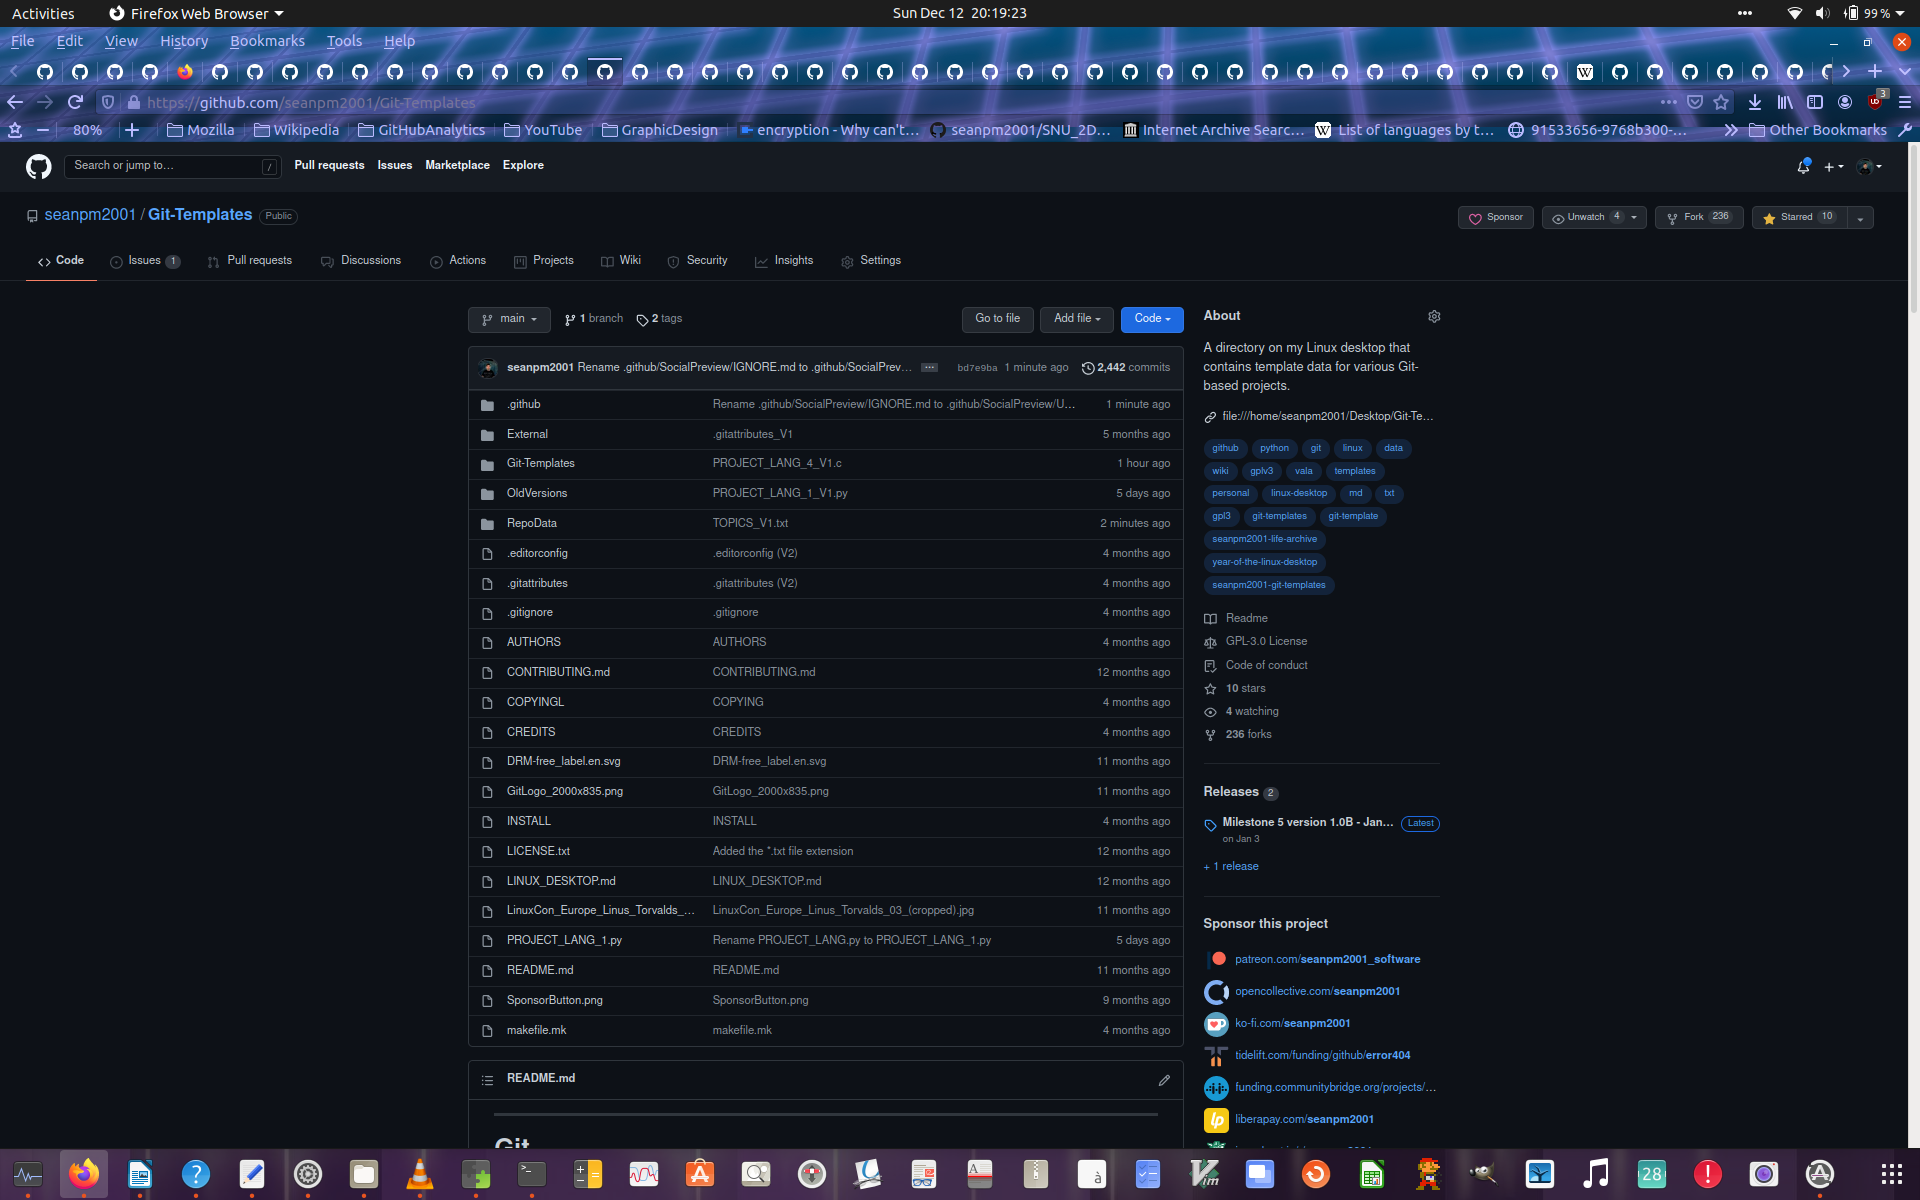 Activities Firefox Web Browser Sun Dec 12 20:19:23 99 %
File Edit View History Bookmarks Tools Help
https://github.com/seanpm2001/Git-Templates 3
80% Mozilla Wikipedia GitHubAnalytics YouTube GraphicDesign encryption - Why can't... seanpm2001/SNU_2D... Internet Archive Searc... List of languages by t... 91533656-9768b300-... Other Bookmarks
Search or jump to... / Pull requests Issues Marketplace Explore
seanpm2001 / Git-Templates Public Sponsor Unwatch 4 Fork 236 Starred 10
Code Issues 1 Pull requests Discussions Actions Projects Wiki Security Insights Settings
main 1 branch 2 tags Go to file Add file Code
seanpm2001 Rename .github/SocialPreview/IGNORE.md to .github/SocialPrev... bd7e9ba 1 minute ago 2,442 commits
.github Rename .github/SocialPreview/IGNORE.md to .github/SocialPreview/U... 1 minute ago
External .gitattributes_V1 5 months ago
Git-Templates PROJECT_LANG_4_V1.c 1 hour ago
OldVersions PROJECT_LANG_1_V1.py 5 days ago
RepoData TOPICS_V1.txt 2 minutes ago
.editorconfig .editorconfig (V2) 4 months ago
.gitattributes .gitattributes (V2) 4 months ago
.gitignore .gitignore 4 months ago
AUTHORS AUTHORS 4 months ago
CONTRIBUTING.md CONTRIBUTING.md 12 months ago
COPYINGL COPYING 4 months ago
CREDITS CREDITS 4 months ago
DRM-free_label.en.svg DRM-free_label.en.svg 11 months ago
GitLogo_2000x835.png GitLogo_2000x835.png 11 months ago
INSTALL INSTALL 4 months ago
LICENSE.txt Added the *.txt file extension 12 months ago
LINUX_DESKTOP.md LINUX_DESKTOP.md 12 months ago
LinuxCon_Europe_Linus_Torvalds_... LinuxCon_Europe_Linus_Torvalds_03_(cropped).jpg 11 months ago
PROJECT_LANG_1.py Rename PROJECT_LANG.py to PROJECT_LANG_1.py 5 days ago
README.md README.md 11 months ago
SponsorButton.png SponsorButton.png 9 months ago
makefile.mk makefile.mk 4 months ago
README.md
Git
About
A directory on my Linux desktop that
contains template data for various Git-
based projects.
file:///home/seanpm2001/Desktop/Git-Te...
github python git linux data
wiki gplv3 vala templates
personal linux-desktop md txt
gpl3 git-templates git-template
seanpm2001-life-archive
year-of-the-linux-desktop
seanpm2001-git-templates
Readme
GPL-3.0 License
Code of conduct
10 stars
4 watching
236 forks
Releases 2
Milestone 5 version 1.0B - Jan... Latest
on Jan 3
+ 1 release
Sponsor this project
patreon.com/seanpm2001_software
opencollective.com/seanpm2001
ko-fi.com/seanpm2001
tidelift.com/funding/github/error404
funding.communitybridge.org/projects/...
liberapay.com/seanpm2001
28